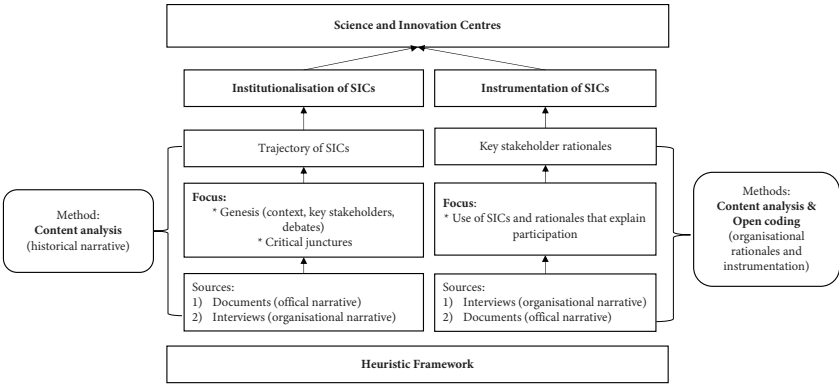 Science and Innovation Centres
Institutionalisation of SICs
Instrumentation of SICs
Trajectory of SICs
Key stakeholder rationales
Method:
Content analysis
(historical narrative)
Focus:
* Genesis (context, key stakeholders,
debates)
* Critical junctures
Focus:
* Use of SICs and rationales that explain
participation
Methods:
Content analysis &
Open coding
(organisational
rationales and
instrumentation)
Sources:
1) Documents (offical narrative)
2) Interviews (organisational narrative)
Sources:
1) Interviews (organisational narrative)
2) Documents (offical narrative)
Heuristic Framework